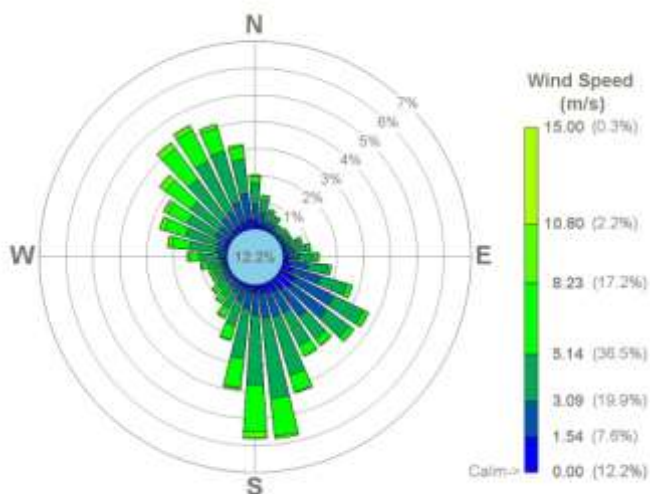 N
7%
6%
5%
4%
3%
2%
1%
W
12.2%
E
S
Wind Speed
(m/s)
15.00 (0.3%)
10.80 (2.2%)
8.23 (17.2%)
5.14 (36.5%)
3.09 (19.9%)
1.54 (7.6%)
Calm-> 0.00 (12.2%)